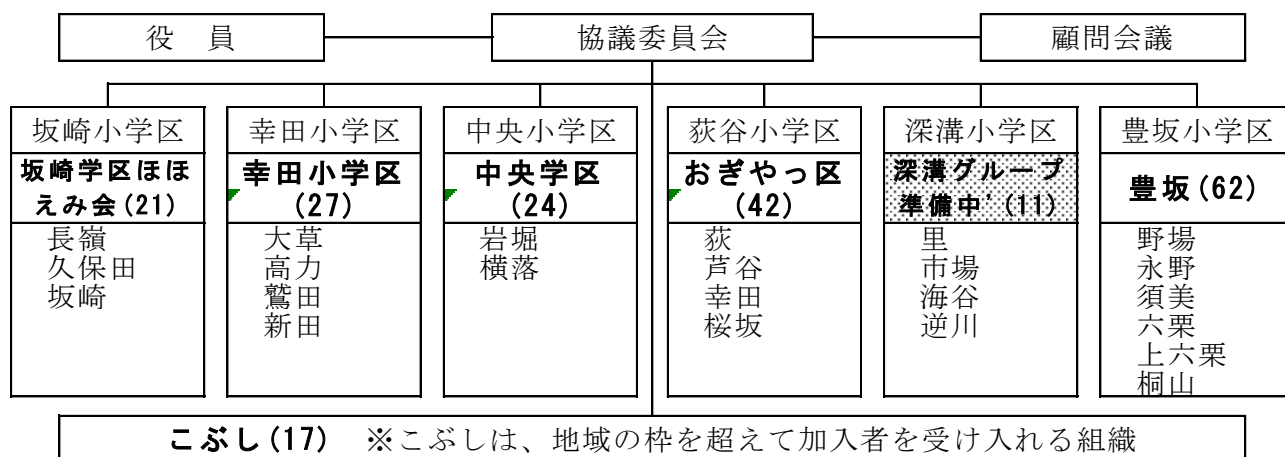 役　員
協議委員会
顧問会議
坂崎小学区
坂崎学区ほほ
えみ会(21)
長嶺
久保田
坂崎
幸田小学区
幸田小学区
(27)
大草
高力
鷲田
新田
中央小学区
中央学区
(24)
岩堀
横落
荻谷小学区
おぎやっ区
(42)
荻
芦谷
幸田
桜坂
深溝小学区
深溝グループ
準備中'(11)
里
市場
海谷
逆川
豊坂小学区
豊坂(62)
野場
永野
須美
六栗
上六栗
桐山
こぶし(17)　※こぶしは、地域の枠を超えて加入者を受け入れる組織